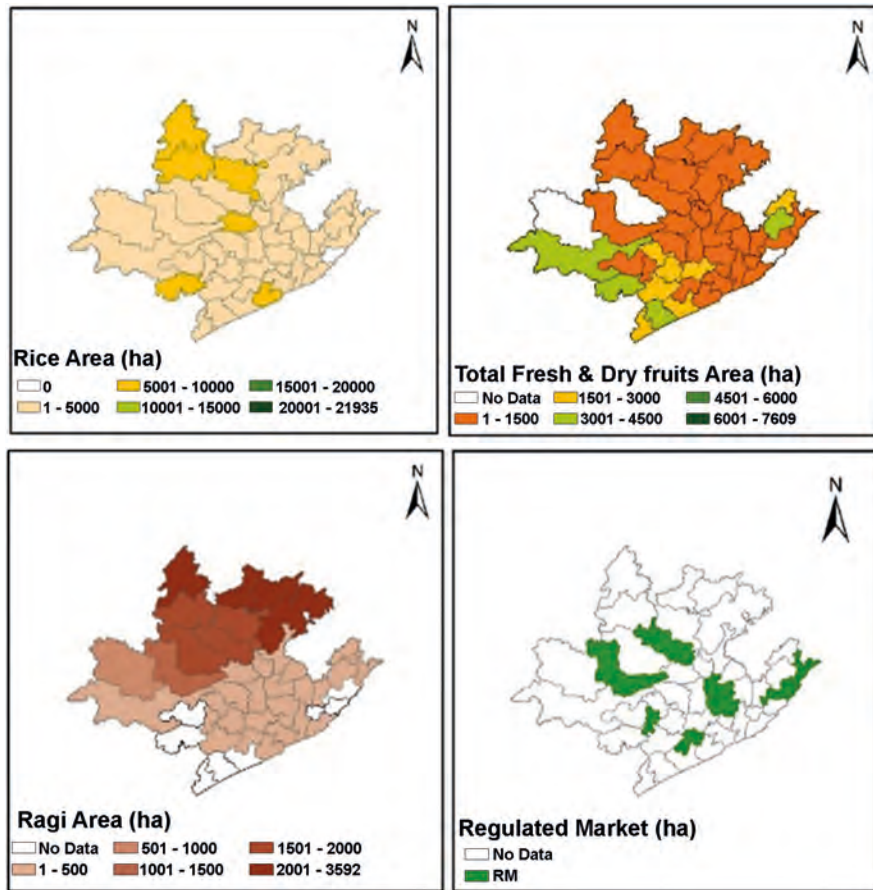 N
Rice Area (ha)
0 5001 - 10000 15001 - 20000
1 - 5000 10001 - 15000 20001 - 21935
N
Total Fresh & Dry fruits Area (ha)
No Data 1501 - 3000 4501 - 6000
1 - 1500 3001 - 4500 6001 - 7609
N
Ragi Area (ha)
No Data 501 - 1000 1501 - 2000
1 - 500 1001 - 1500 2001 - 3592
N
Regulated Market (ha)
No Data
RM